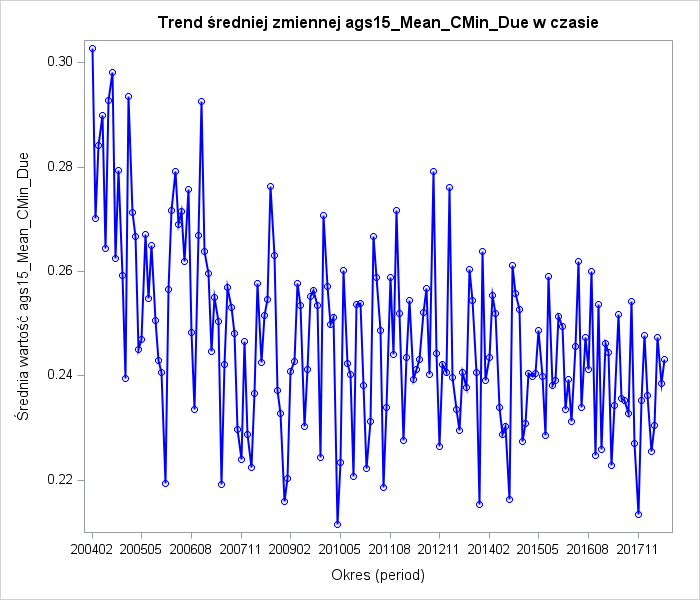 Trend średniej zmiennej ags15_Mean_CMin_Due w czasie
Średnia wartość ags15_Mean_CMin_Due
0.30
0.28
0.26
0.24
0.22
200402 200505 200608 200711 200902 201005 201108 201211 201402 201505 201608 201711
Okres (period)